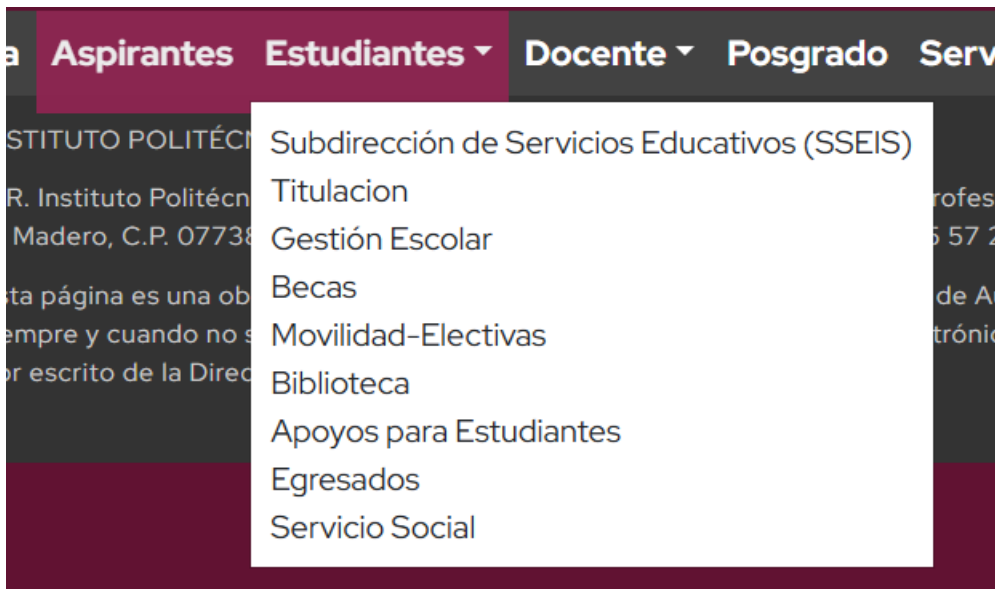 a Aspirantes Estudiantes Docente Posgrado Serv
STITUTO POLITÉC
Subdirección de Servicios Educativos (SSEIS)
Titulacion
R. Instituto Politécn
rofes
Gestión Escolar
Madero, C.P. 07738
5 57 2
Becas
sta página es una ob
de A
Movilidad-Electivas
empre y cuando no s
trónic
Biblioteca
or escrito de la Direc
Apoyos para Estudiantes
Egresados
Servicio Social